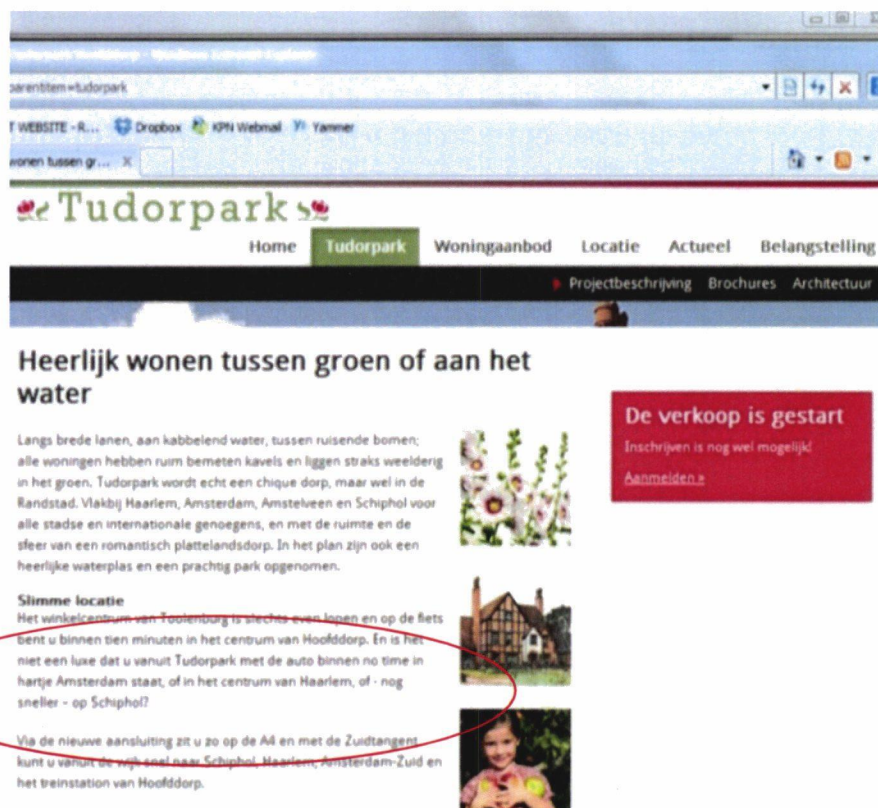 parentitem=tudorpark
T WEBSITE - R... Dropbox KPN Webmail Yammer
wonen tussen gr... X
Tudorpark
Home Tudorpark Woningaanbod Locatie Actueel Belangstelling
Projectbeschrijving Brochures Architectuur
Heerlijk wonen tussen groen of aan het
water
Langs brede lanen, aan kabbelend water, tussen ruisende bomen;
alle woningen hebben ruim bemeten kavels en liggen straks weelderig
in het groen. Tudorpark wordt echt een chique dorp, maar wel in de
Randstad. Vlakbij Haarlem, Amsterdam, Amstelveen en Schiphol voor
alle stadse en internationale genoegens, en met de ruimte en de
sfeer van een romantisch plattelandsdorp. In het plan zijn ook een
heerlijke waterplas en een prachtig park opgenomen.
Slimme locatie
Het winkelcentrum van Toolenburg is slechts even lopen en op de fiets
bent u binnen tien minuten in het centrum van Hoofddorp. En is het
niet een luxe dat u vanuit Tudorpark met de auto binnen no time in
hartje Amsterdam staat, of in het centrum van Haarlem, of - nog
sneller - op Schiphol?
Via de nieuwe aansluiting zit u zo op de A4 en met de Zuidtangent
kunt u vanuit de wijk snel naar Schiphol, Haarlem, Amsterdam-Zuid en
het treinstation van Hoofddorp.
De verkoop is gestart
Inschrijven is nog wel mogelijk!
Aanmelden »